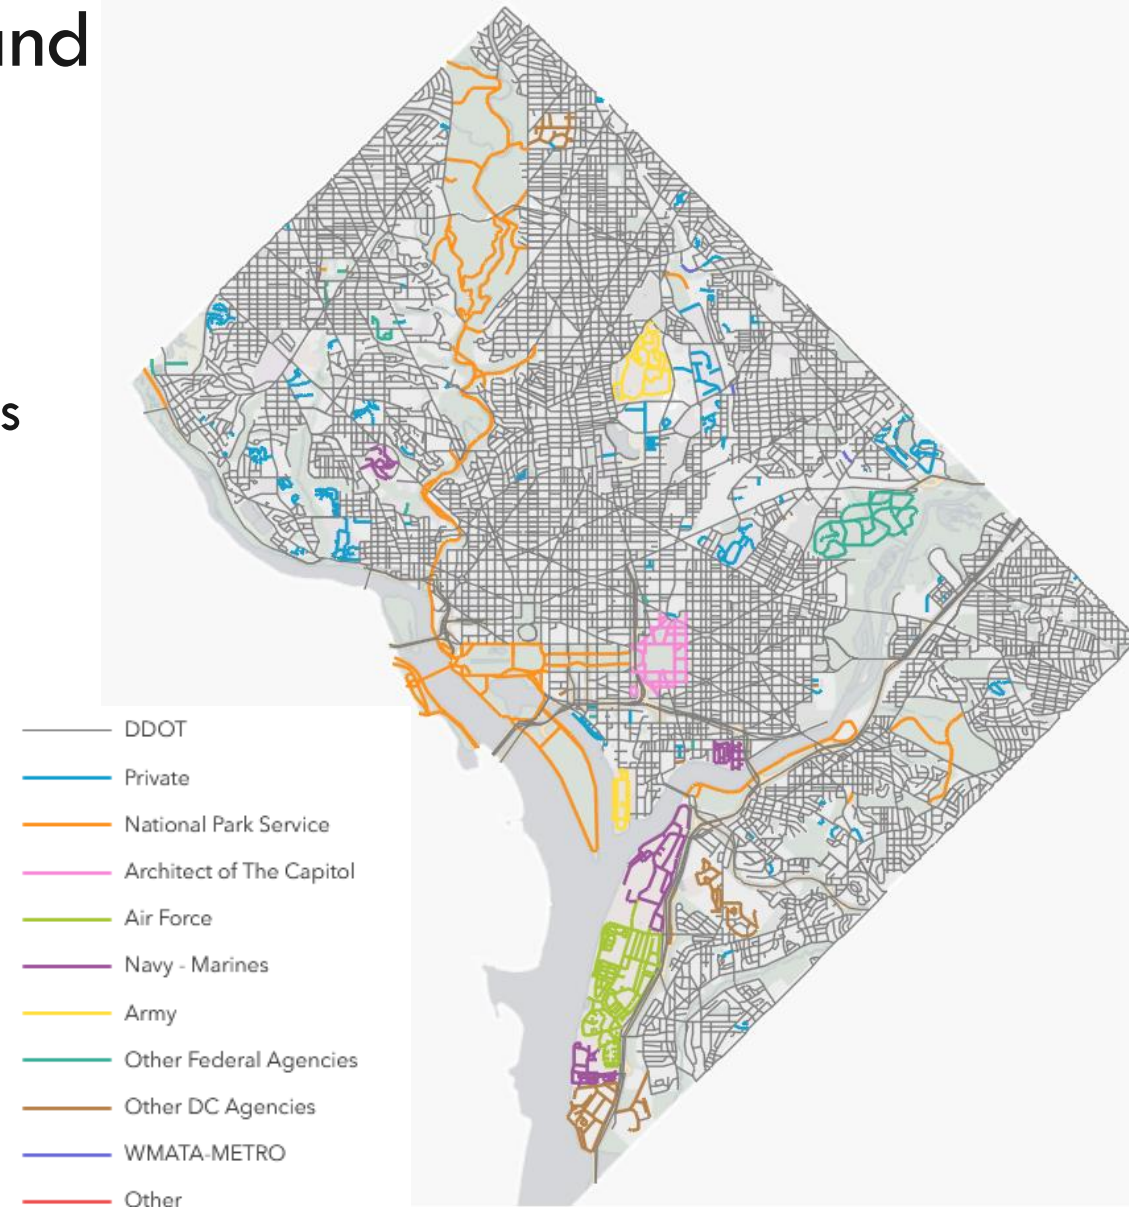 und
s
DDOT
Private
National Park Service
Architect of The Capitol
Air Force
Navy - Marines
Army
Other Federal Agencies
Other DC Agencies
WMATA-METRO
Other